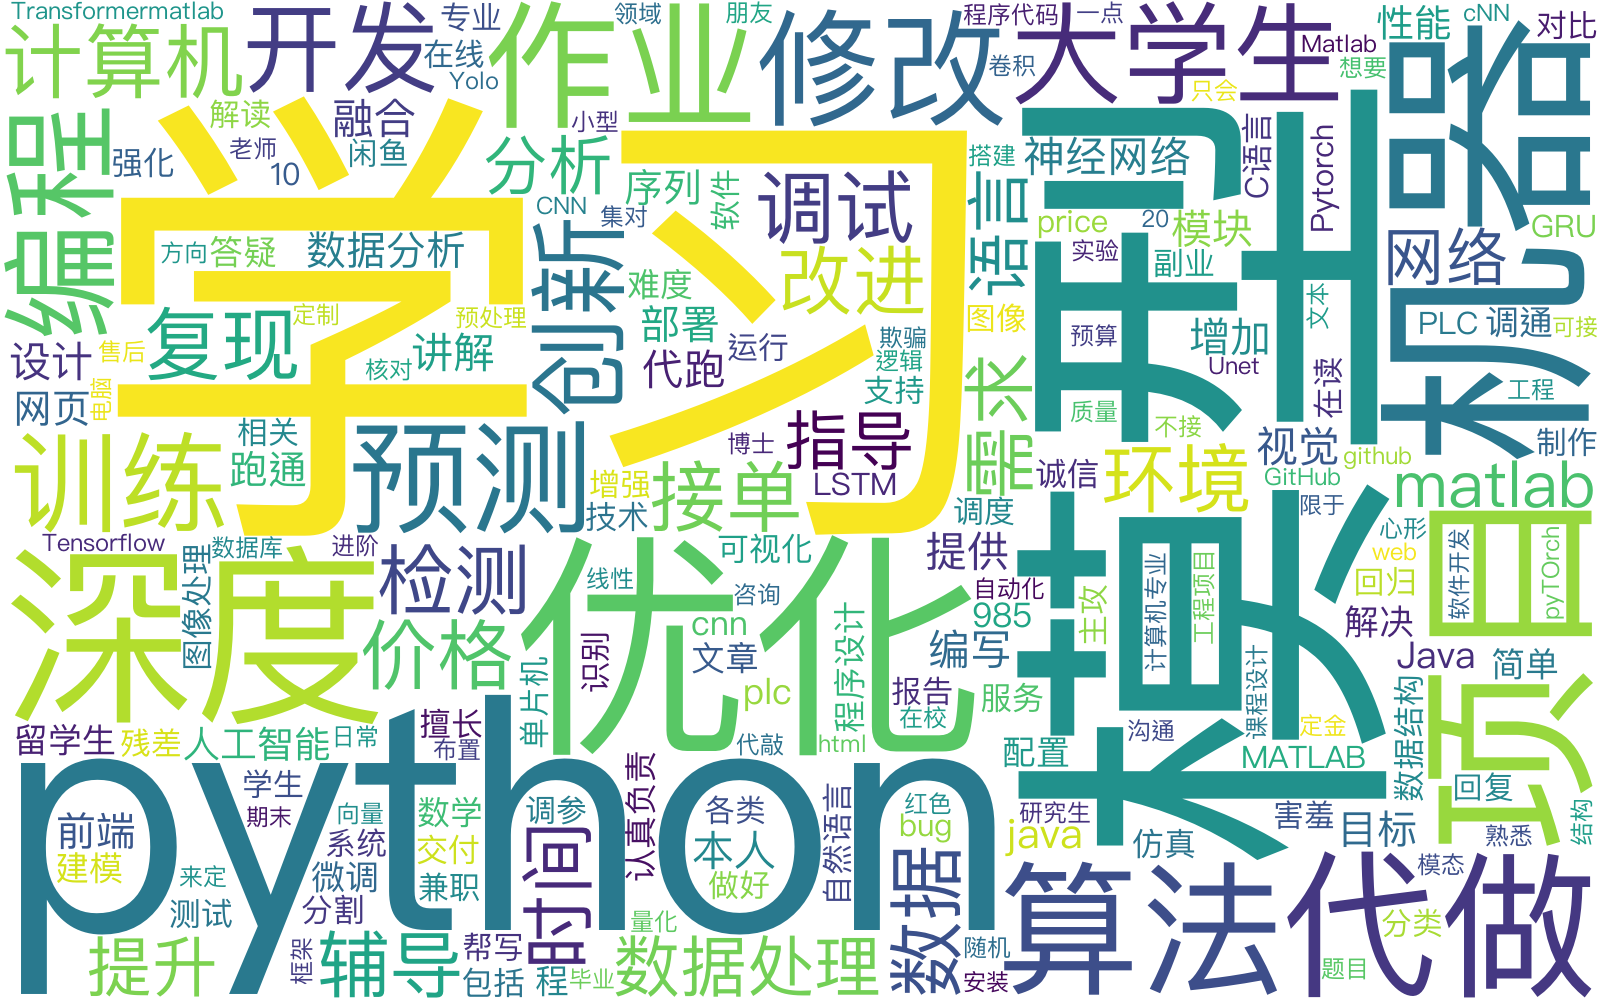 Transformermatlab
专业
领域
朋友
程序代码
一点
性能
cNN
对比
计算机
开发
在线
Yolo
作业
修改
卷积
大学生
Matlab
想要
机器
编程
解读
融合
闲鱼
老师
10
强化
小型
分析
序列
软件
CNN
集对
调试
搭建
神经网络
只会
C语言
Pytorch
学习
理
语言
price
20
模块
GRU
方向
答疑
数据分析
创新
难度
改进
实验
副业
网络
定制
预处理
部署
图像
预算
增加
文本
PLC
调通
可接
设计
售后
复现
讲解
核对
代跑
运行
欺骗
逻辑
支持
需求
Unet
在读
工程
网页
电脑
相关
跑通
预测
博士
指导
质量
不接
视觉
github
制作
训练
增强
技术
接单
LSTM
诚信
环境
GitHub
限于
matlab
Tensorflow
数据库
进阶
调度
心形
web
项目
深度
图像处理
检测
优化
线性
可视化
咨询
提供
自动化
985
模型
主攻
计算机专业
工程项目
回归
软件开发
pyTOrch
解决
价格
识别
cnn
文章
程序设计
编写
课程设计
Java
简单
留学生
残差
人工智能
日常
擅长
布置
单片机
plc
代敲
html
报告
在校
服务
配置
沟通
定金
MATLAB
数据结构
python
学生
期末
向量
数学
调参
认真负责
各类
自然语言
红色
bug
研究生
java
仿真
害羞
目标
回复
熟悉
结构
前端
建模
系统
交付
本人
做好
来定
微调
兼职
时间
数据
算法
代做
模态
测试
分割
量化
分类
提升
框架
辅导
帮写
包括
程
毕业
数据处理
随机
安装
题目